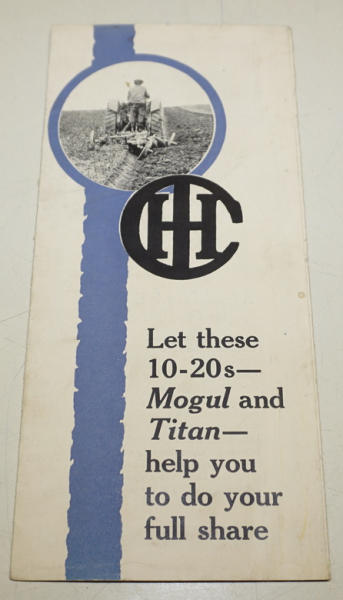 IHC
Let these
10-20s—
Mogul and
Titan—
help you
to do your
full share